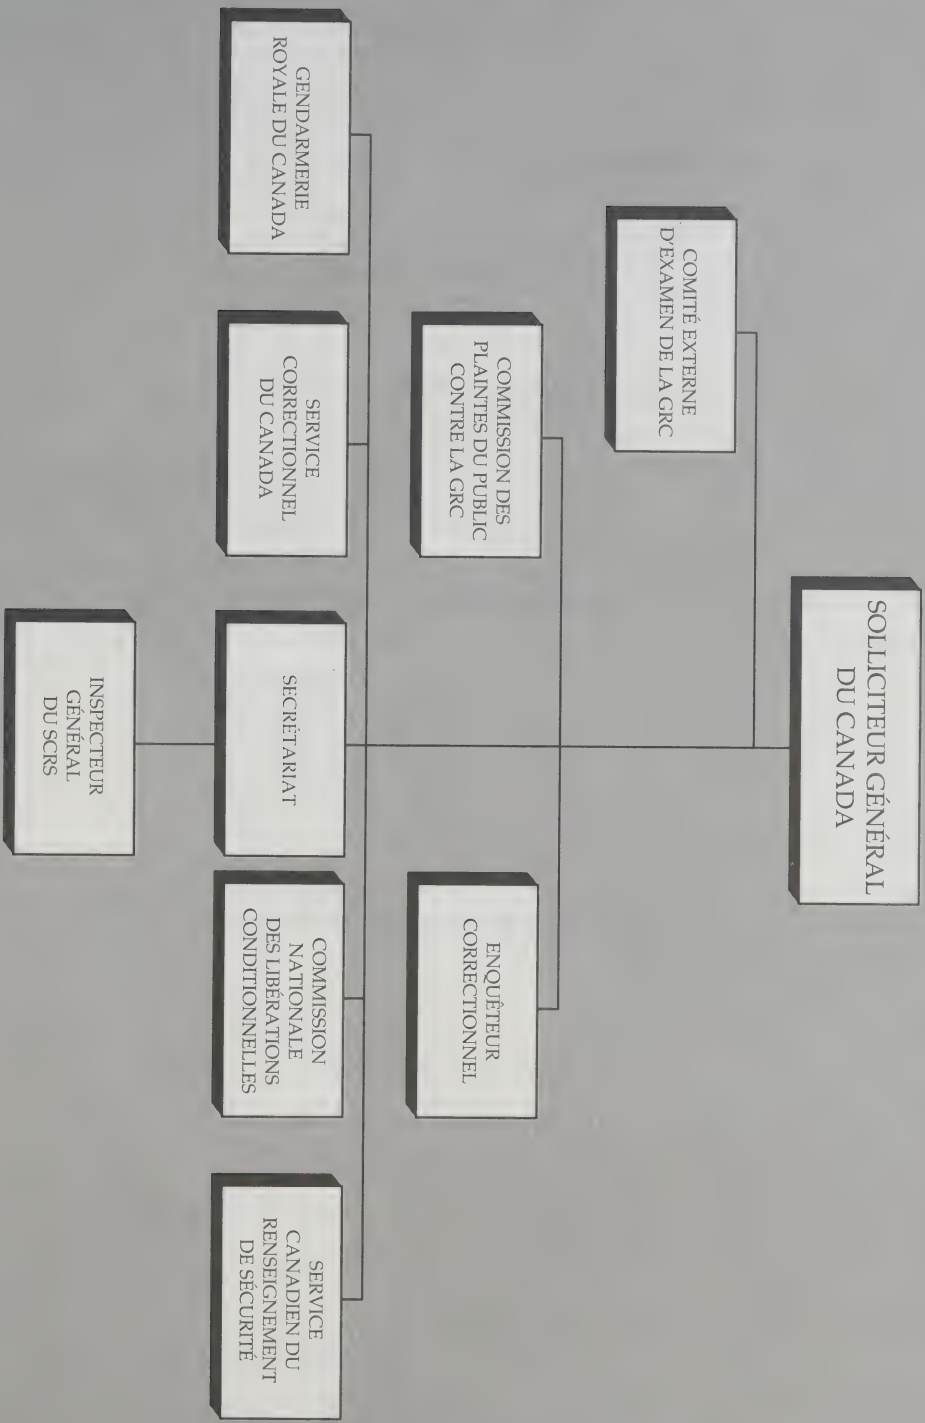 SOLLICITEUR GÉNÉRAL
DU CANADA
COMITÉ EXTERNE
D'EXAMEN DE LA GRC
COMMISSION DES
PLAINTES DU PUBLIC
CONTRE LA GRC
ENQUÊTEUR
CORRECTIONNEL
GENDARMERIE
ROYALE DU CANADA
SERVICE
CORRECTIONNEL
DU CANADA
SECRÉTARIAT
COMMISSION
NATIONALE
DES LIBÉRATIONS
CONDITIONNELLES
SERVICE
CANADIEN DU
RENSEIGNEMENT
DE SÉCURITÉ
INSPECTEUR
GÉNÉRAL
DU SCRS